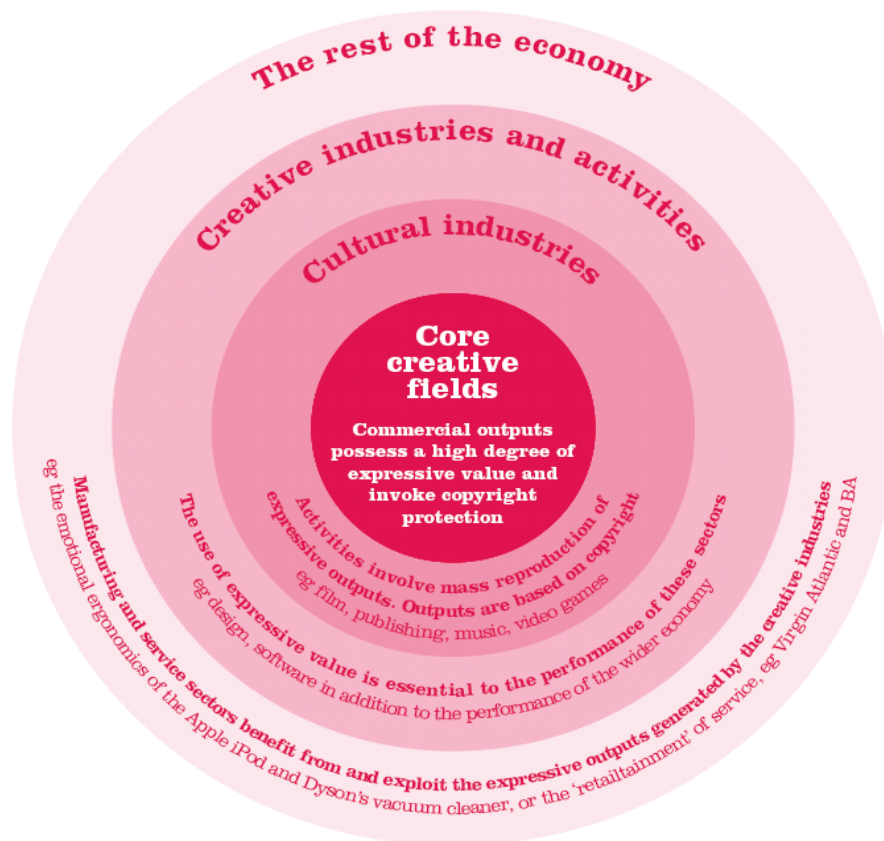 The rest of the economy
Creative industries and activities
Cultural industries
Core
creative
fields
Commercial outputs
possess a high degree of
expressive value and
invoke copyright
protection
Activities involve mass reproduction of
expressive outputs. Outputs are based on copyright
eg film, publishing, music, video games
The use of expressive value is essential to the performance of these sectors
eg design, software in addition to the performance of the wider economy
Manufacturing and service sectors benefit from and exploit the expressive outputs generated by the creative industries
eg the emotional ergonomics of the Apple iPod and Dyson's vacuum cleaner, or the 'retailtainment' of service, eg Virgin Atlantic and BA